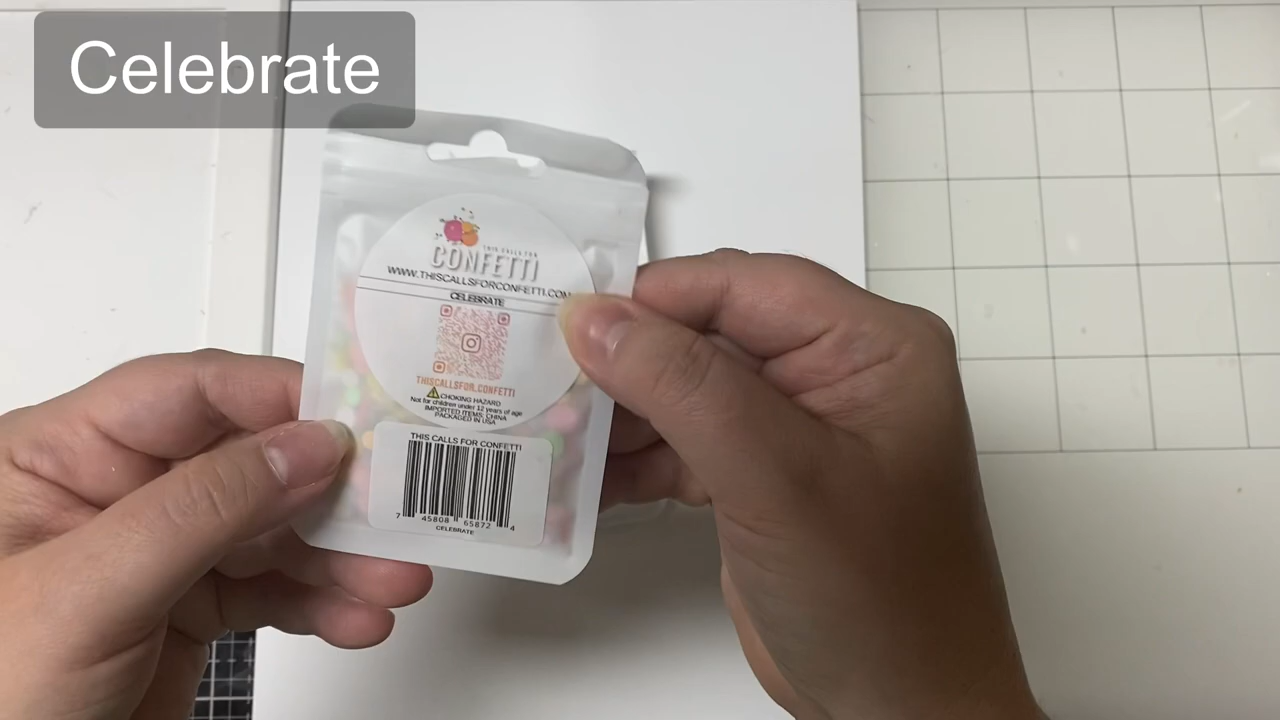 Celebrate
THIS CALLS FOR
CONFETTI
WWW.THISCALLSFORCONFETTI.COM
CELEBRATE
THISCALLSFOR.CONFETTI
CHOKING HAZARD
Not for children under 12 years of age
IMPORTED ITEMS: CHINA
PACKAGED IN USA
THIS CALLS FOR CONFETTI
7 45808 65872 4
CELEBRATE